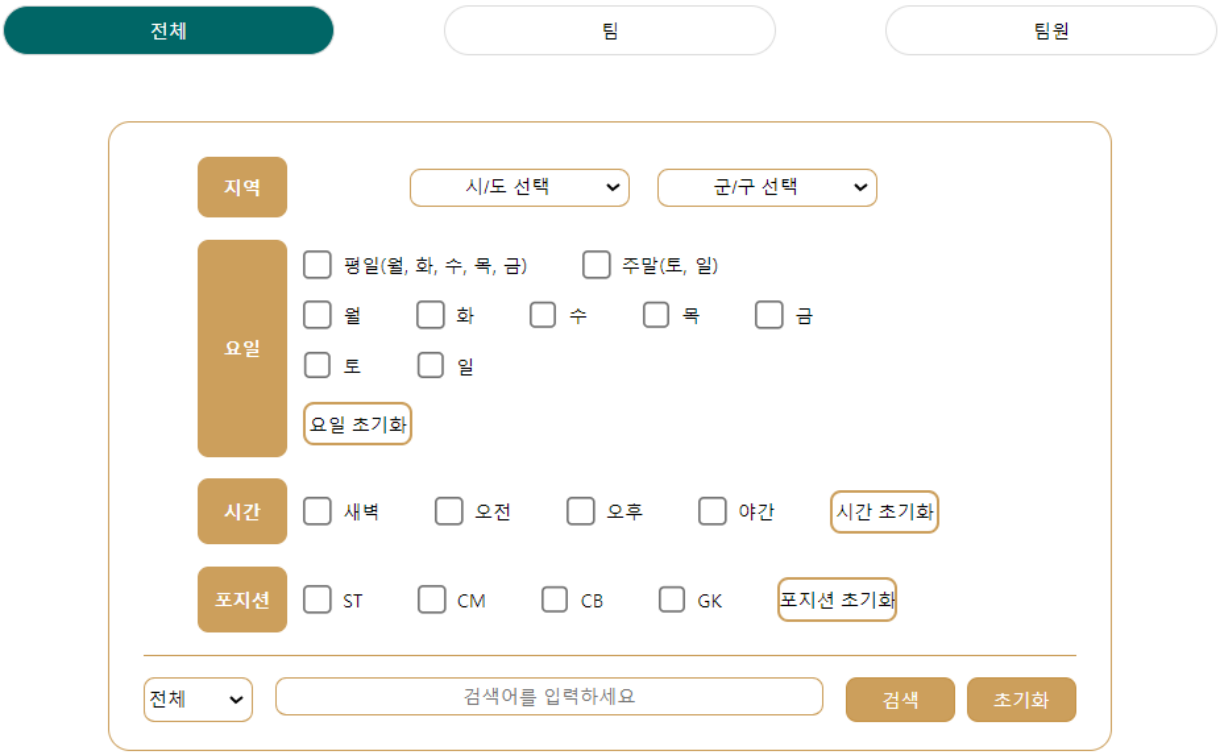 전체 팀 팀원
지역 시/도 선택 군/구 선택
평일(월, 화, 수, 목, 금) 주말(토, 일)
월 화 수 목 금
요일
토 일
요일 초기화
시간 새벽 오전 오후 야간 시간 초기화
포지션 ST CM CB GK 포지션 초기화
전체 검색어를 입력하세요 검색 초기화